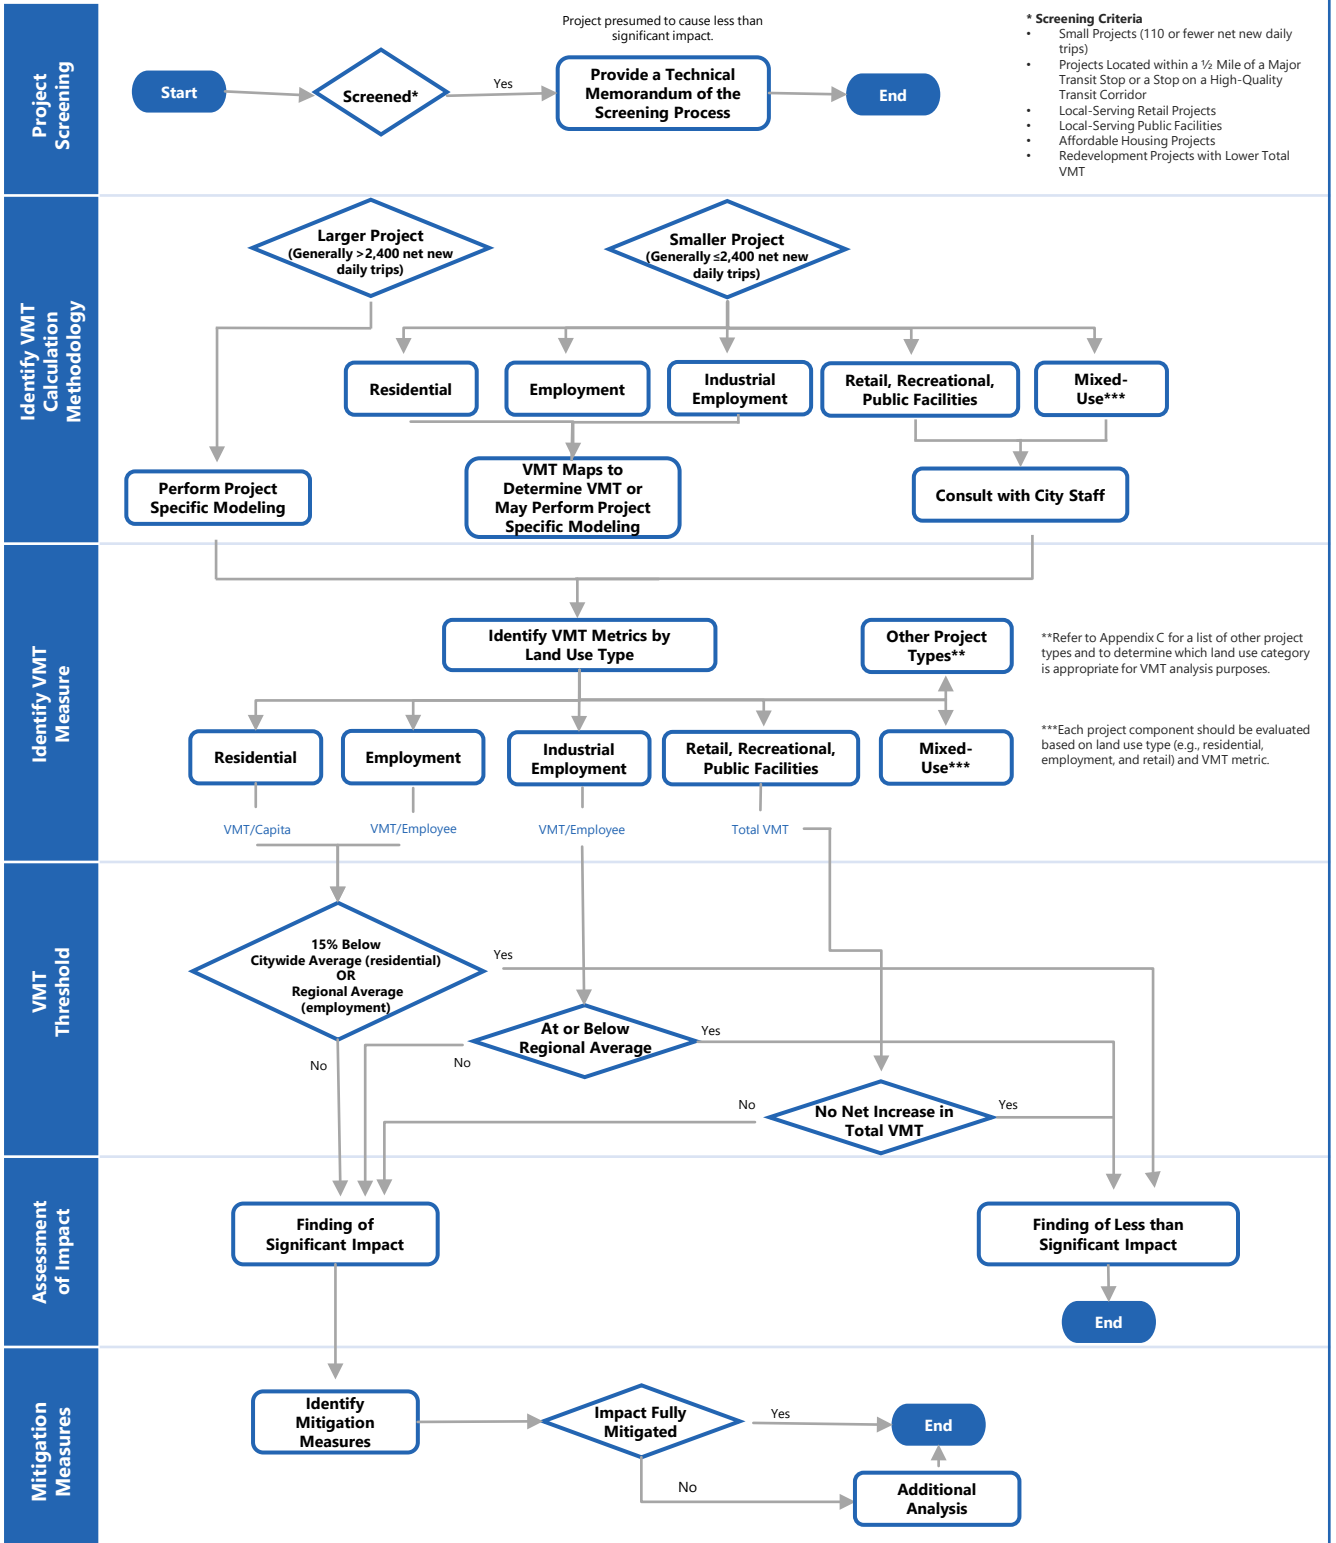 Project
Screening
Start
Screened*
Yes
Project presumed to cause less than
significant impact.
Provide a Technical
Memorandum of the
Screening Process
End
* Screening Criteria
• Small Projects (110 or fewer net new daily
trips)
• Projects Located within a ½ Mile of a Major
Transit Stop or a Stop on a High-Quality
Transit Corridor
• Local-Serving Retail Projects
• Local-Serving Public Facilities
• Affordable Housing Projects
• Redevelopment Projects with Lower Total
VMT
Identify VMT
Calculation
Methodology
Larger Project
(Generally >2,400 net new
daily trips)
Smaller Project
(Generally ≤2,400 net new
daily trips)
Residential
Employment
Industrial
Employment
Retail, Recreational,
Public Facilities
Mixed-
Use***
Perform Project
Specific Modeling
VMT Maps to
Determine VMT or
May Perform Project
Specific Modeling
Consult with City Staff
Identify VMT
Measure
Identify VMT Metrics by
Land Use Type
Other Project
Types**
**Refer to Appendix C for a list of other project
types and to determine which land use category
is appropriate for VMT analysis purposes.
Residential
Employment
Industrial
Employment
Retail, Recreational,
Public Facilities
Mixed-
Use***
***Each project component should be evaluated
based on land use type (e.g., residential,
employment, and retail) and VMT metric.
VMT/Capita
VMT/Employee
VMT/Employee
Total VMT
VMT
Threshold
15% Below
Citywide Average (residential)
OR
Regional Average
(employment)
Yes
No
At or Below
Regional Average
Yes
No
No Net Increase in
Total VMT
No
Yes
Assessment
of Impact
Finding of
Significant Impact
Finding of Less than
Significant Impact
End
Mitigation
Measures
Identify
Mitigation
Measures
Impact Fully
Mitigated
Yes
End
No
Additional
Analysis